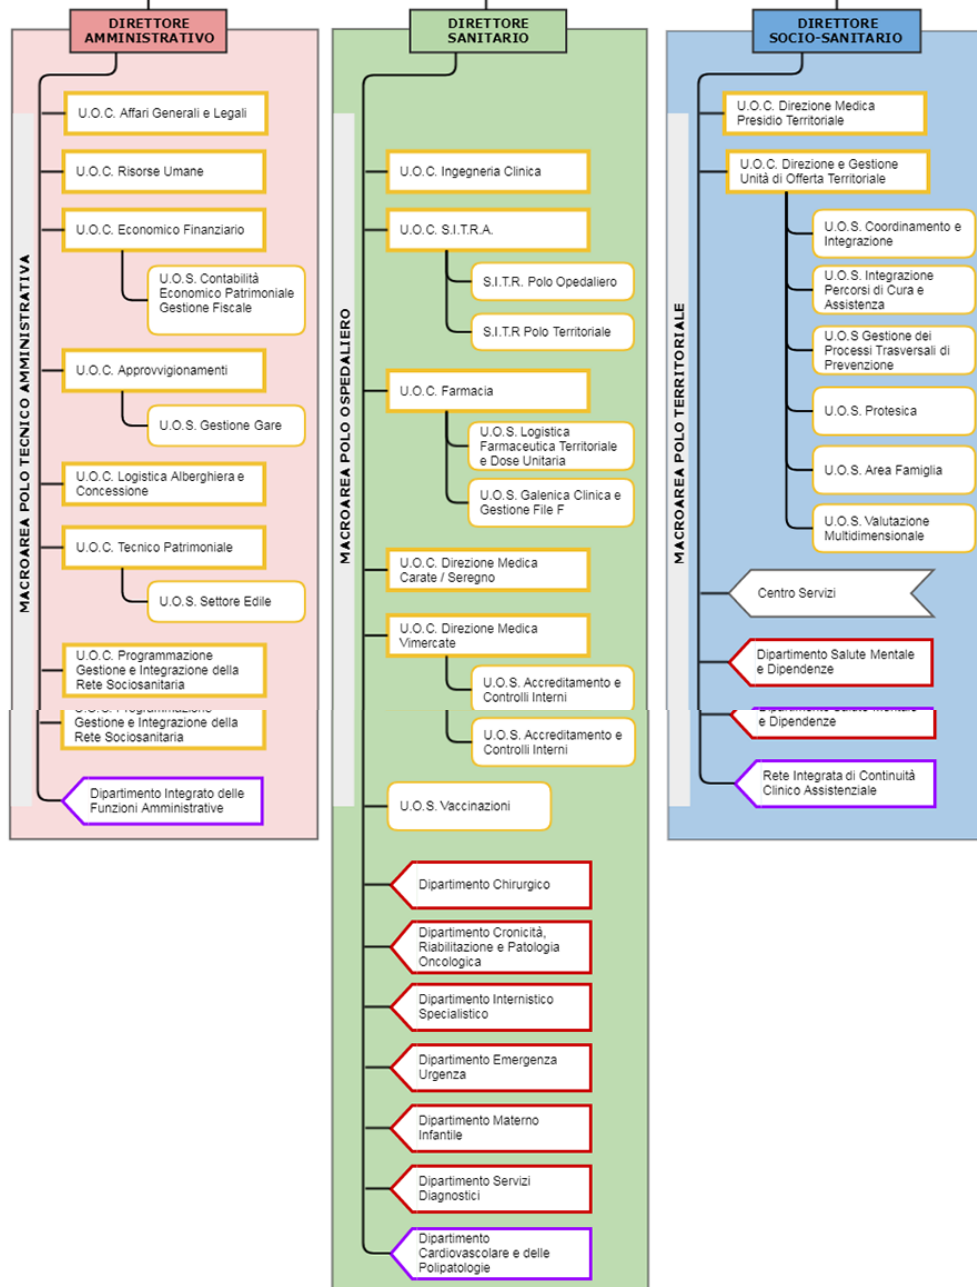 DIRETTORE
AMMINISTRATIVO
MACROAREA POLO TECNICO AMMINISTRATIVA
U.O.C. Affari Generali e Legali
U.O.C. Risorse Umane
U.O.C. Economico Finanziario
U.O.S. Contabilità
Economico Patrimoniale
Gestione Fiscale
U.O.C. Approvvigionamenti
U.O.S. Gestione Gare
U.O.C. Logistica Alberghiera e
Concessione
U.O.C. Tecnico Patrimoniale
U.O.S. Settore Edile
U.O.C. Programmazione
Gestione e Integrazione della
Rete Sociosanitaria
U.O.C. Programmazione
Gestione e Integrazione della
Rete Sociosanitaria
Dipartimento Integrato delle
Funzioni Amministrative
DIRETTORE
SANITARIO
MACROAREA POLO OSPEDALIERO
U.O.C. Ingegneria Clinica
U.O.C. S.I.T.R.A.
S.I.T.R. Polo Opedaliero
S.I.T.R Polo Territoriale
U.O.C. Farmacia
U.O.S. Logistica
Farmaceutica Territoriale
e Dose Unitaria
U.O.S. Galenica Clinica e
Gestione File F
U.O.C. Direzione Medica
Carate / Seregno
U.O.C. Direzione Medica
Vimercate
U.O.S. Accreditamento e
Controlli Interni
U.O.S. Accreditamento e
Controlli Interni
U.O.S. Vaccinazioni
Dipartimento Chirurgico
Dipartimento Cronicità,
Riabilitazione e Patologia
Oncologica
Dipartimento Internistico
Specialistico
Dipartimento Emergenza
Urgenza
Dipartimento Materno
Infantile
Dipartimento Servizi
Diagnostici
Dipartimento
Cardiovascolare e delle
Polipatologie
DIRETTORE
SOCIO-SANITARIO
MACROAREA POLO TERRITORIALE
U.O.C. Direzione Medica
Presidio Territoriale
U.O.C. Direzione e Gestione
Unità di Offerta Territoriale
U.O.S. Coordinamento e
Integrazione
U.O.S. Integrazione
Percorsi di Cura e
Assistenza
U.O.S Gestione dei
Processi Trasversali di
Prevenzione
U.O.S. Protesica
U.O.S. Area Famiglia
U.O.S. Valutazione
Multidimensionale
Centro Servizi
Dipartimento Salute Mentale
e Dipendenze
Dipartimento Salute Mentale
e Dipendenze
Rete Integrata di Continuità
Clinico Assistenziale